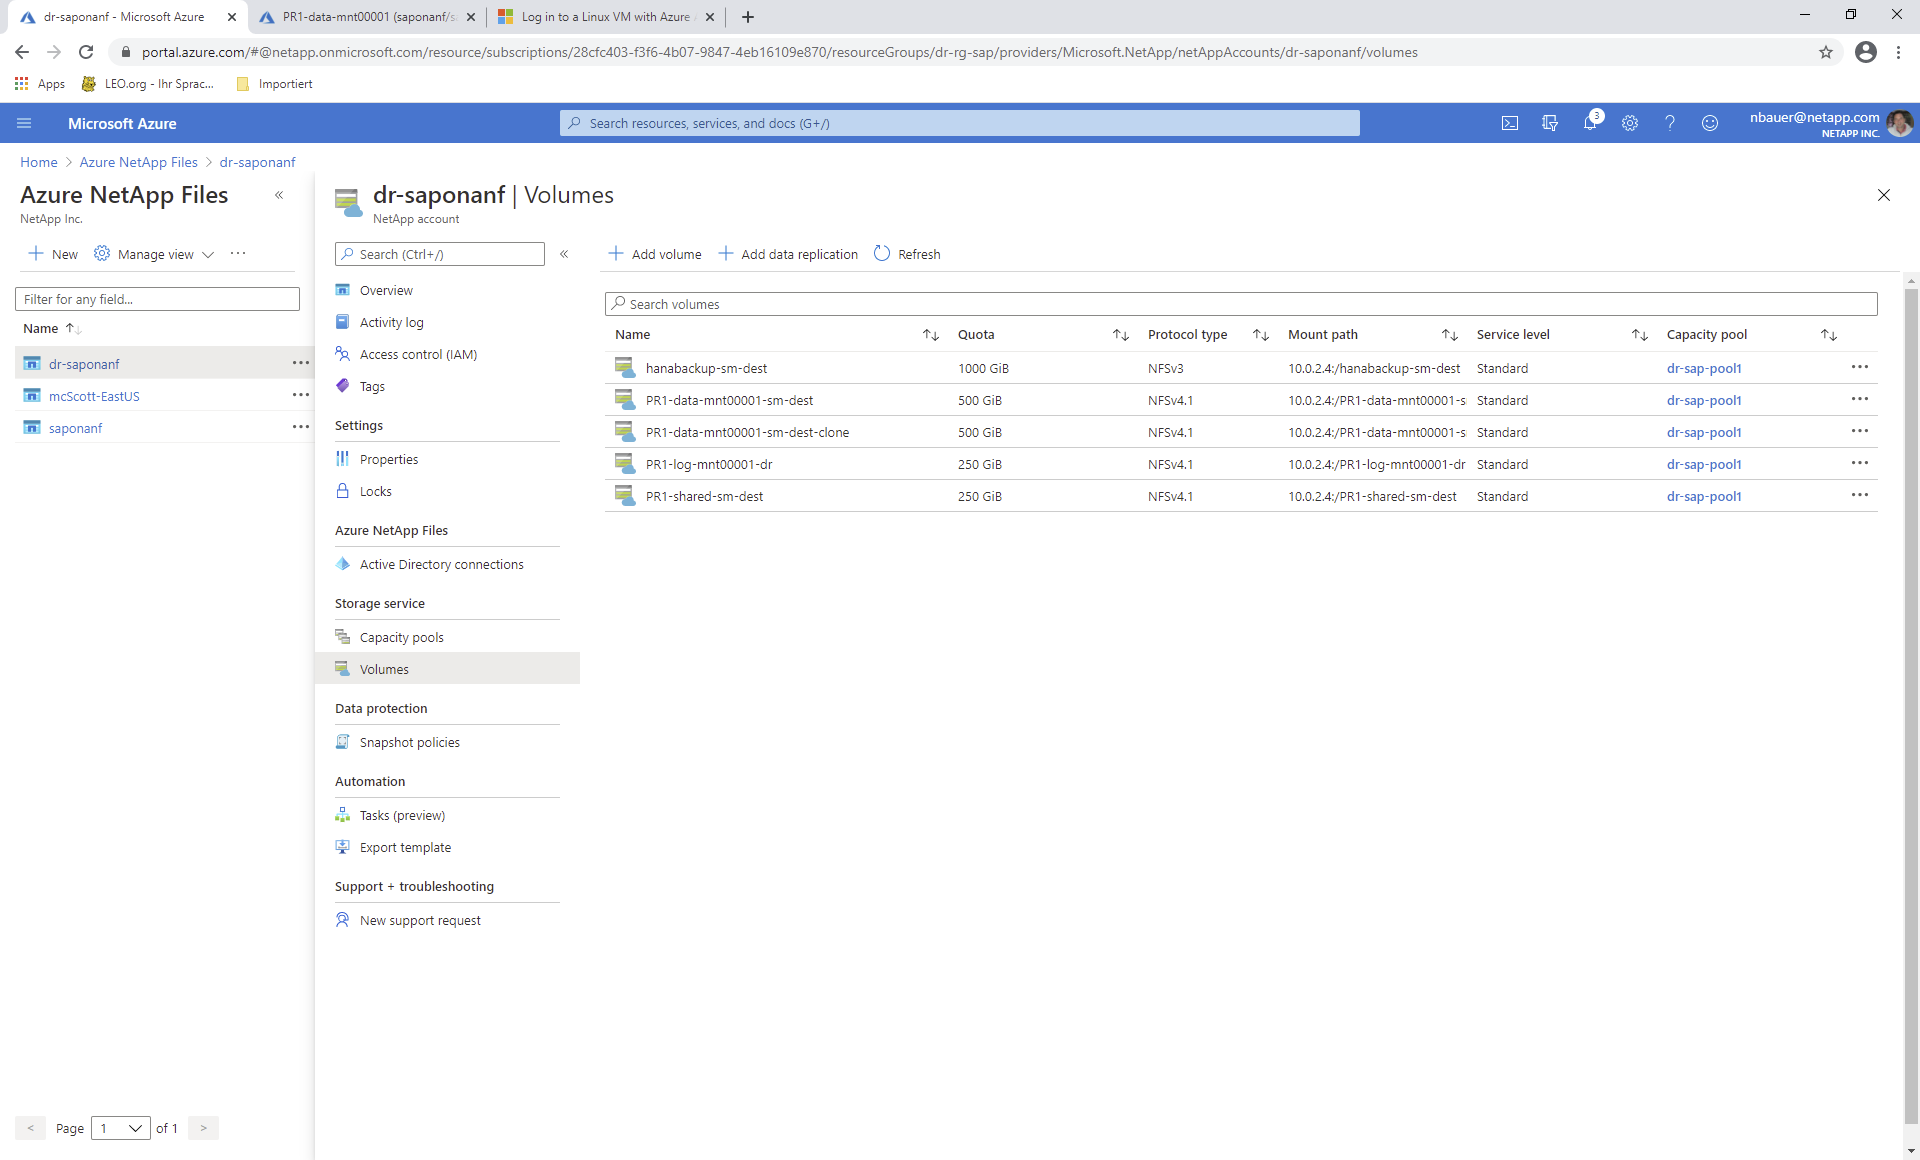 dr-saponanf - Microsoft Azure
PR1-data-mnt00001 (saponanf/s
Log in to a Linux VM with Azure
portal.azure.com/#@netapp.onmicrosoft.com/resource/subscriptions/28cfc403-f3f6-4b07-9847-4eb16109e870/resourceGroups/dr-rg-sap/providers/Microsoft.NetApp/netAppAccounts/dr-saponanf/volumes
Apps LEO.org - Ihr Sprac... Importiert
Microsoft Azure
Search resources, services, and docs (G+/)
3
nbauer@netapp.com
NETAPP INC.
Home > Azure NetApp Files > dr-saponanf
Azure NetApp Files «
NetApp Inc.
New Manage view ...
Filter for any field...
Name
dr-saponanf ...
mcScott-EastUS ...
saponanf ...
< Page 1 of 1 >
dr-saponanf | Volumes
NetApp account
Search (Ctrl+/) «
Overview
Activity log
Access control (IAM)
Tags
Settings
Properties
Locks
Azure NetApp Files
Active Directory connections
Storage service
Capacity pools
Volumes
Data protection
Snapshot policies
Automation
Tasks (preview)
Export template
Support + troubleshooting
New support request
Add volume Add data replication Refresh
Search volumes
Name Quota Protocol type Mount path Service level Capacity pool
hanabackup-sm-dest 1000 GiB NFSv3 10.0.2.4:/hanabackup-sm-dest Standard dr-sap-pool1 ...
PR1-data-mnt00001-sm-dest 500 GiB NFSv4.1 10.0.2.4:/PR1-data-mnt00001-s Standard dr-sap-pool1 ...
PR1-data-mnt00001-sm-dest-clone 500 GiB NFSv4.1 10.0.2.4:/PR1-data-mnt00001-s Standard dr-sap-pool1 ...
PR1-log-mnt00001-dr 250 GiB NFSv4.1 10.0.2.4:/PR1-log-mnt00001-dr Standard dr-sap-pool1 ...
PR1-shared-sm-dest 250 GiB NFSv4.1 10.0.2.4:/PR1-shared-sm-dest Standard dr-sap-pool1 ...